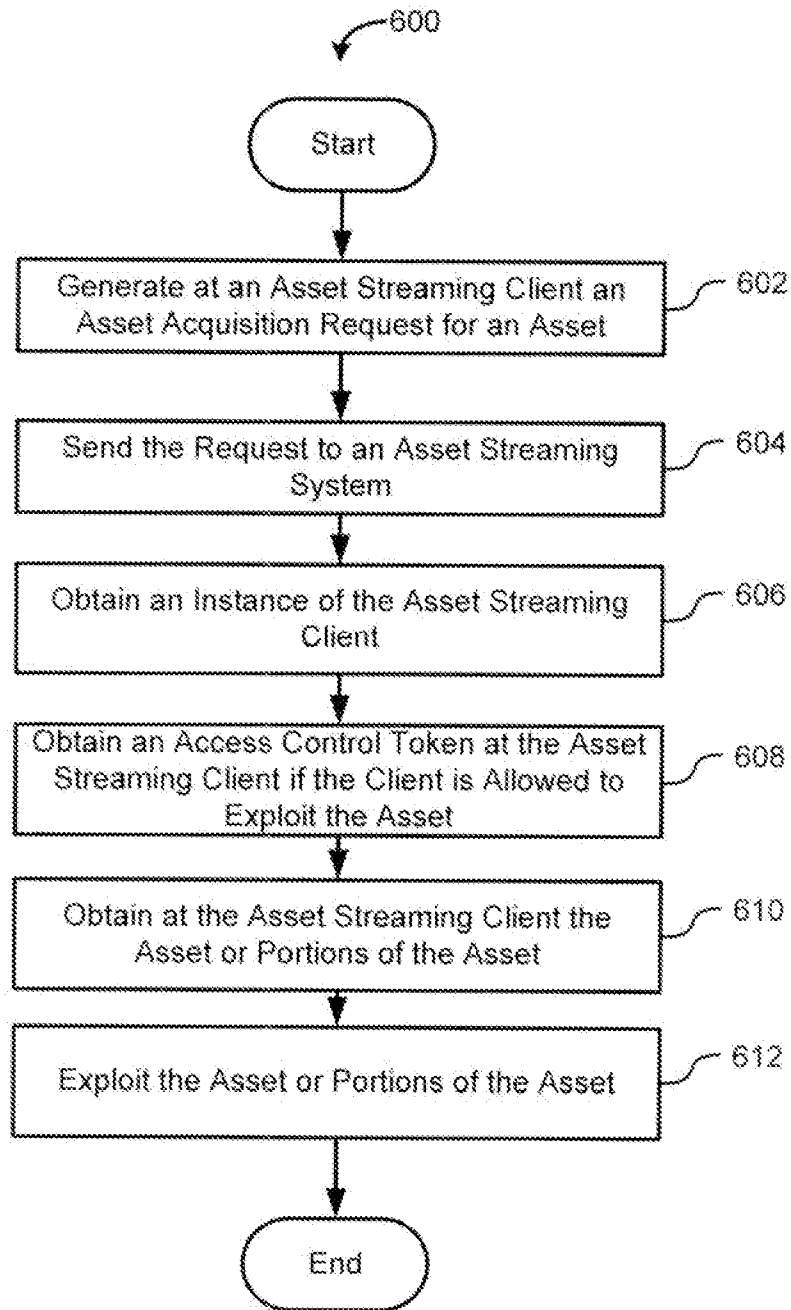 600
Start
Generate at an Asset Streaming Client an
Asset Acquisition Request for an Asset
602
Send the Request to an Asset Streaming
System
604
Obtain an Instance of the Asset Streaming
Client
606
Obtain an Access Control Token at the Asset
Streaming Client if the Client is Allowed to
Exploit the Asset
608
Obtain at the Asset Streaming Client the
Asset or Portions of the Asset
610
Exploit the Asset or Portions of the Asset
612
End